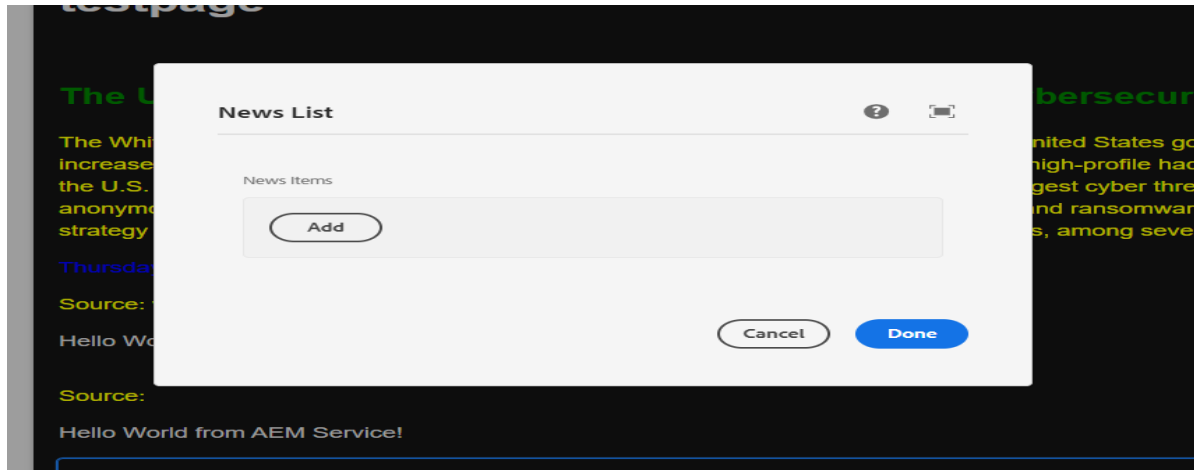 testpage
The U
bersecur
News List
The Whi
nited States go
increase
high-profile hac
the U.S.
gest cyber thre
News Items
anonymo
nd ransomwar
Add
strategy
s, among seve
Thursda
Source:
Cancel
Done
Hello Wo
Source:
Hello World from AEM Service!